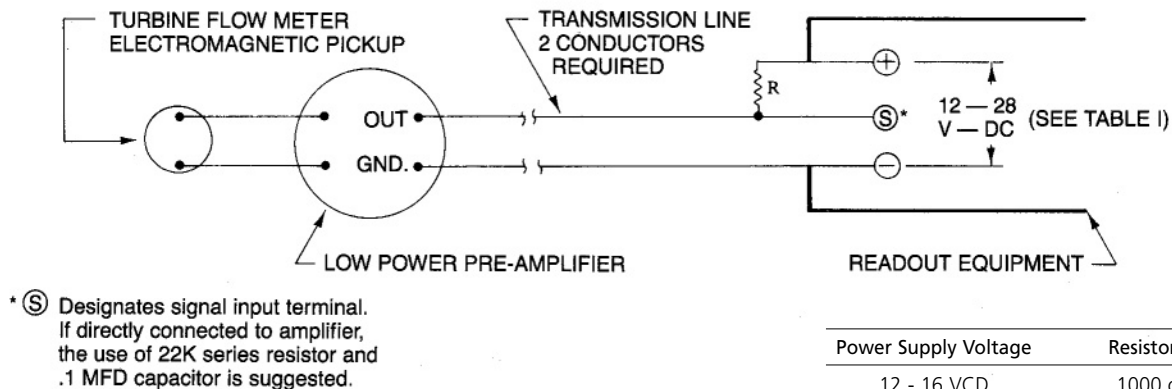 TURBINE FLOW METER
ELECTROMAGNETIC PICKUP
TRANSMISSION LINE
2 CONDUCTORS
REQUIRED
OUT
GND.
R
+
S*
−
12 — 28
V — DC
(SEE TABLE I)
LOW POWER PRE-AMPLIFIER
READOUT EQUIPMENT
* S Designates signal input terminal.
If directly connected to amplifier,
the use of 22K series resistor and
.1 MFD capacitor is suggested.
Power Supply Voltage Resistor
12 - 16 VCD 1000